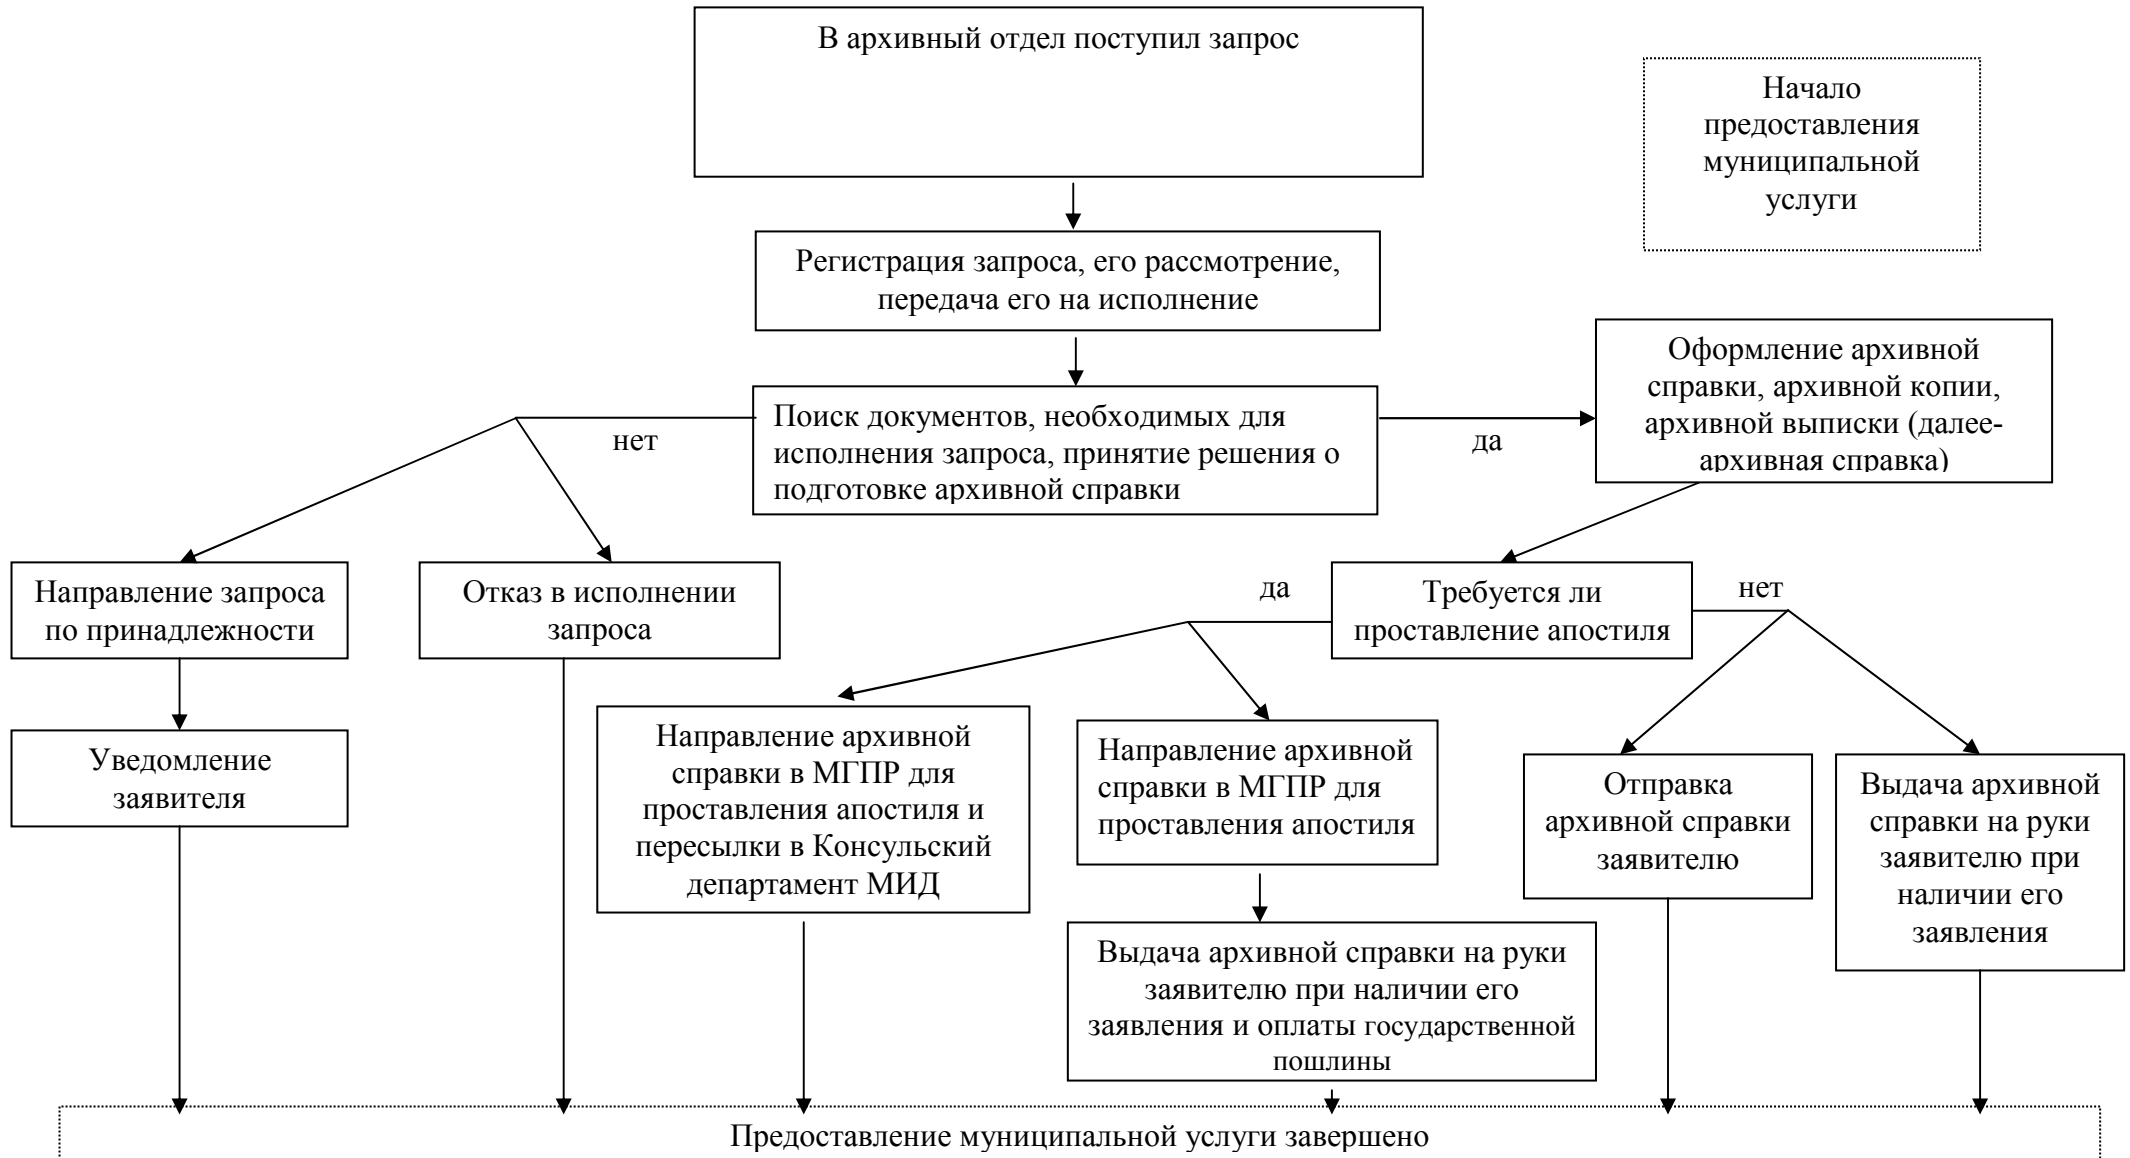 В архивный отдел поступил запрос
Начало
предоставления
муниципальной
услуги
Регистрация запроса, его рассмотрение,
передача его на исполнение
Оформление архивной
справки, архивной копии,
архивной выписки (далее-
архивная справка)
Поиск документов, необходимых для
исполнения запроса, принятие решения о
подготовке архивной справки
нет
да
Направление запроса
по принадлежности
Отказ в исполнении
запроса
да
Требуется ли
проставление апостиля
нет
Уведомление
заявителя
Направление архивной
справки в МГПР для
проставления апостиля и
пересылки в Консульский
департамент МИД
Направление архивной
справки в МГПР для
проставления апостиля
Отправка
архивной справки
заявителю
Выдача архивной
справки на руки
заявителю при
наличии его
заявления
Выдача архивной справки на руки
заявителю при наличии его
заявления и оплаты государственной
пошлины
Предоставление муниципальной услуги завершено